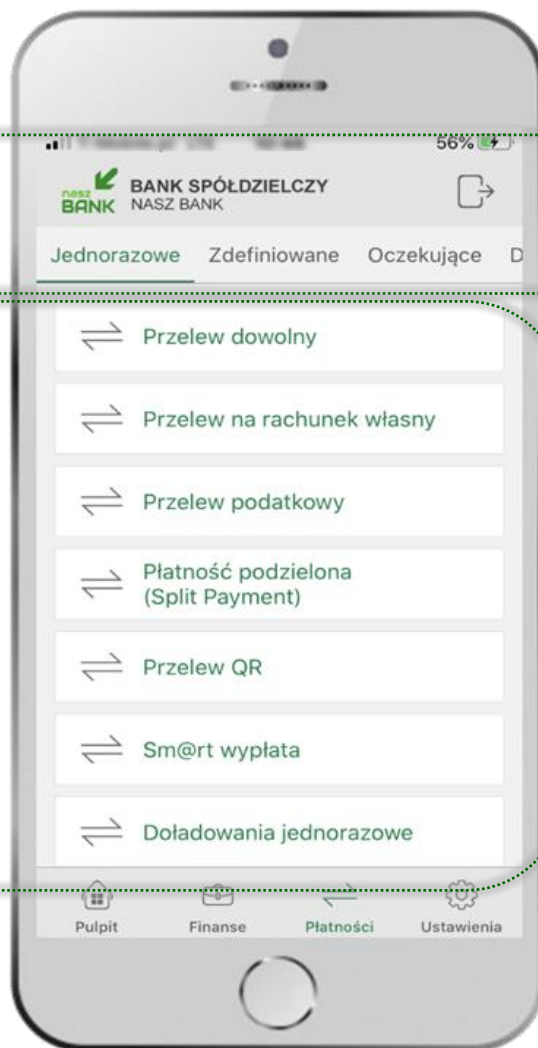 56%
nasz
BANK
BANK SPÓŁDZIELCZY
NASZ BANK
Jednorazowe Zdefiniowane Oczekujące D
Przelew dowolny
Przelew na rachunek własny
Przelew podatkowy
Płatność podzielona
(Split Payment)
Przelew QR
Sm@rt wypłata
Doładowania jednorazowe
Pulpit Finanse Płatności Ustawienia